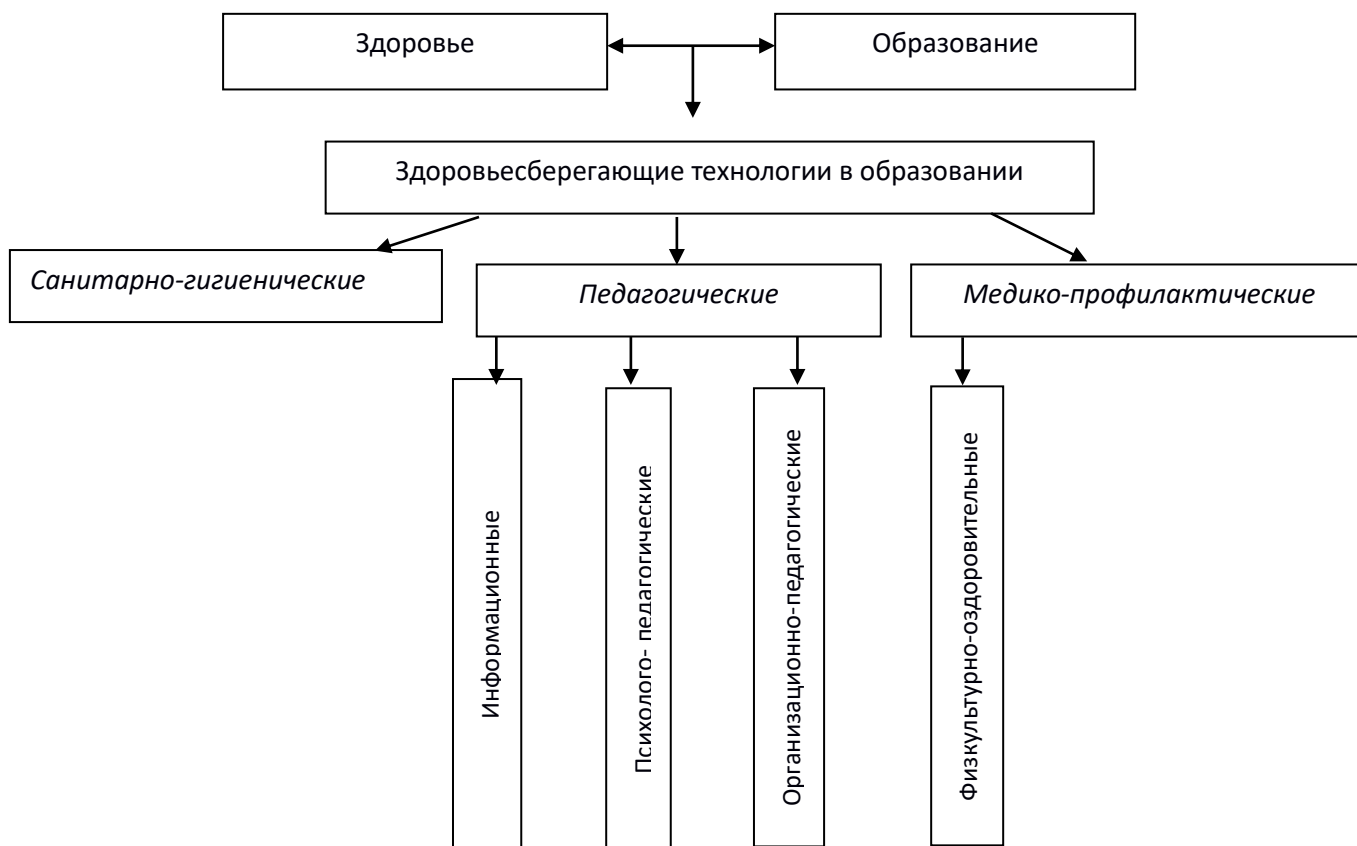 Здоровье
Образование
Здоровьесберегающие технологии в образовании
Санитарно-гигиенические
Педагогические
Медико-профилактические
Информационные
Психолого- педагогические
Организационно-педагогические
Физкультурно-оздоровительные